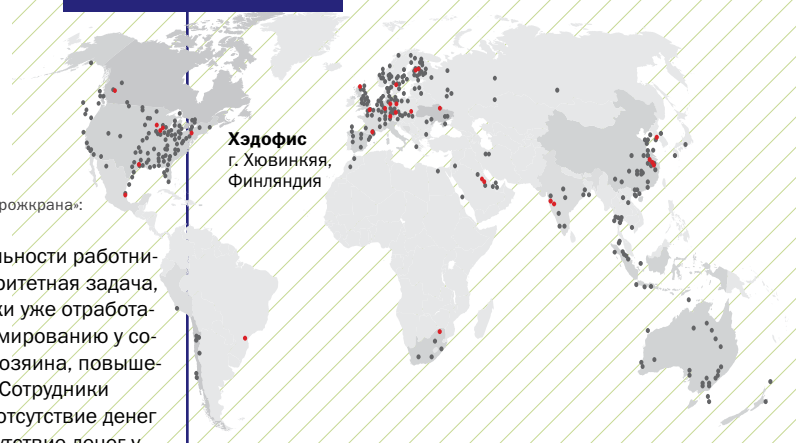 Хэдофис
г. Хювинкяя,
Финляндия
рожкрана»:
льности работни-
ритетная задача,
ки уже отработа-
мированию у со-
озяина, повыше-
Сотрудники
отсутствие денег